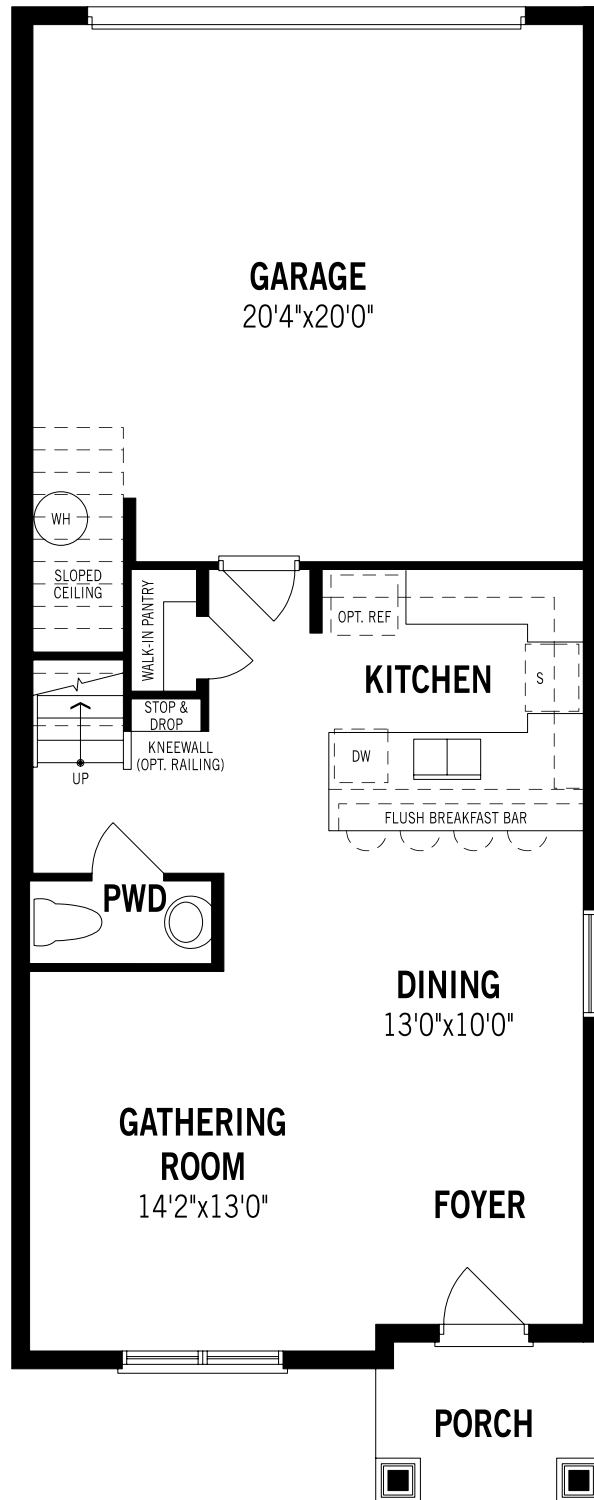 GARAGE
20'4"x20'0"
WH
SLOPED
CEILING
WALK-IN PANTRY
OPT. REF
KITCHEN
S
STOP &
DROP
KNEEWALL
(OPT. RAILING)
UP
DW
FLUSH BREAKFAST BAR
PWD
DINING
13'0"x10'0"
GATHERING
ROOM
14'2"x13'0"
FOYER
PORCH